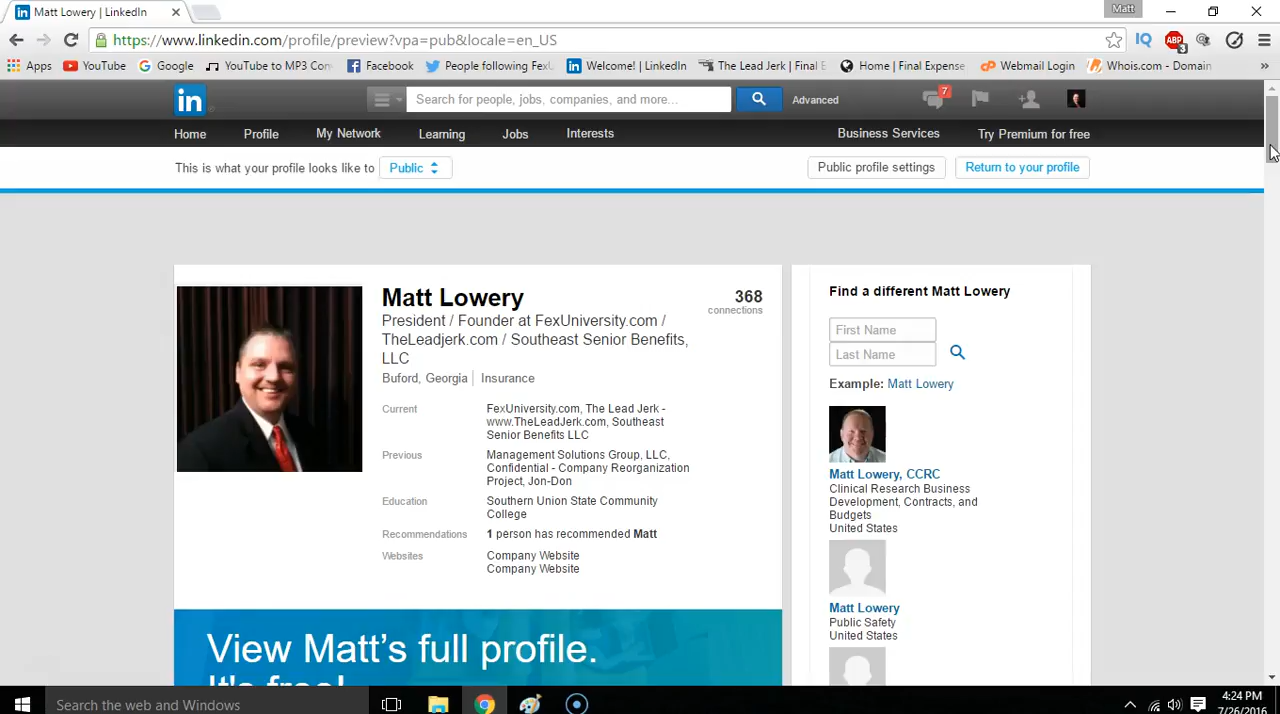 Matt Lowery | LinkedIn
Matt
https://www.linkedin.com/profile/preview?vpa=pub&locale=en_US
Apps YouTube Google YouTube to MP3 Con Facebook People following FexU Welcome! | LinkedIn The Lead Jerk | Final E Home | Final Expense Webmail Login Whois.com - Domain
in Search for people, jobs, companies, and more... Advanced 7
Home Profile My Network Learning Jobs Interests Business Services Try Premium for free
This is what your profile looks like to Public Public profile settings Return to your profile
Matt Lowery
368
connections
President / Founder at FexUniversity.com /
TheLeadjerk.com / Southeast Senior Benefits,
LLC
Buford, Georgia | Insurance
Current FexUniversity.com, The Lead Jerk -
www.TheLeadJerk.com, Southeast
Senior Benefits LLC
Previous Management Solutions Group, LLC,
Confidential - Company Reorganization
Project, Jon-Don
Education Southern Union State Community
College
Recommendations 1 person has recommended Matt
Websites Company Website
Company Website
View Matt's full profile.
It's free!
Find a different Matt Lowery
First Name
Last Name
Example: Matt Lowery
Matt Lowery, CCRC
Clinical Research Business
Development, Contracts, and
Budgets
United States
Matt Lowery
Public Safety
United States
Search the web and Windows
4:24 PM
7/26/2016